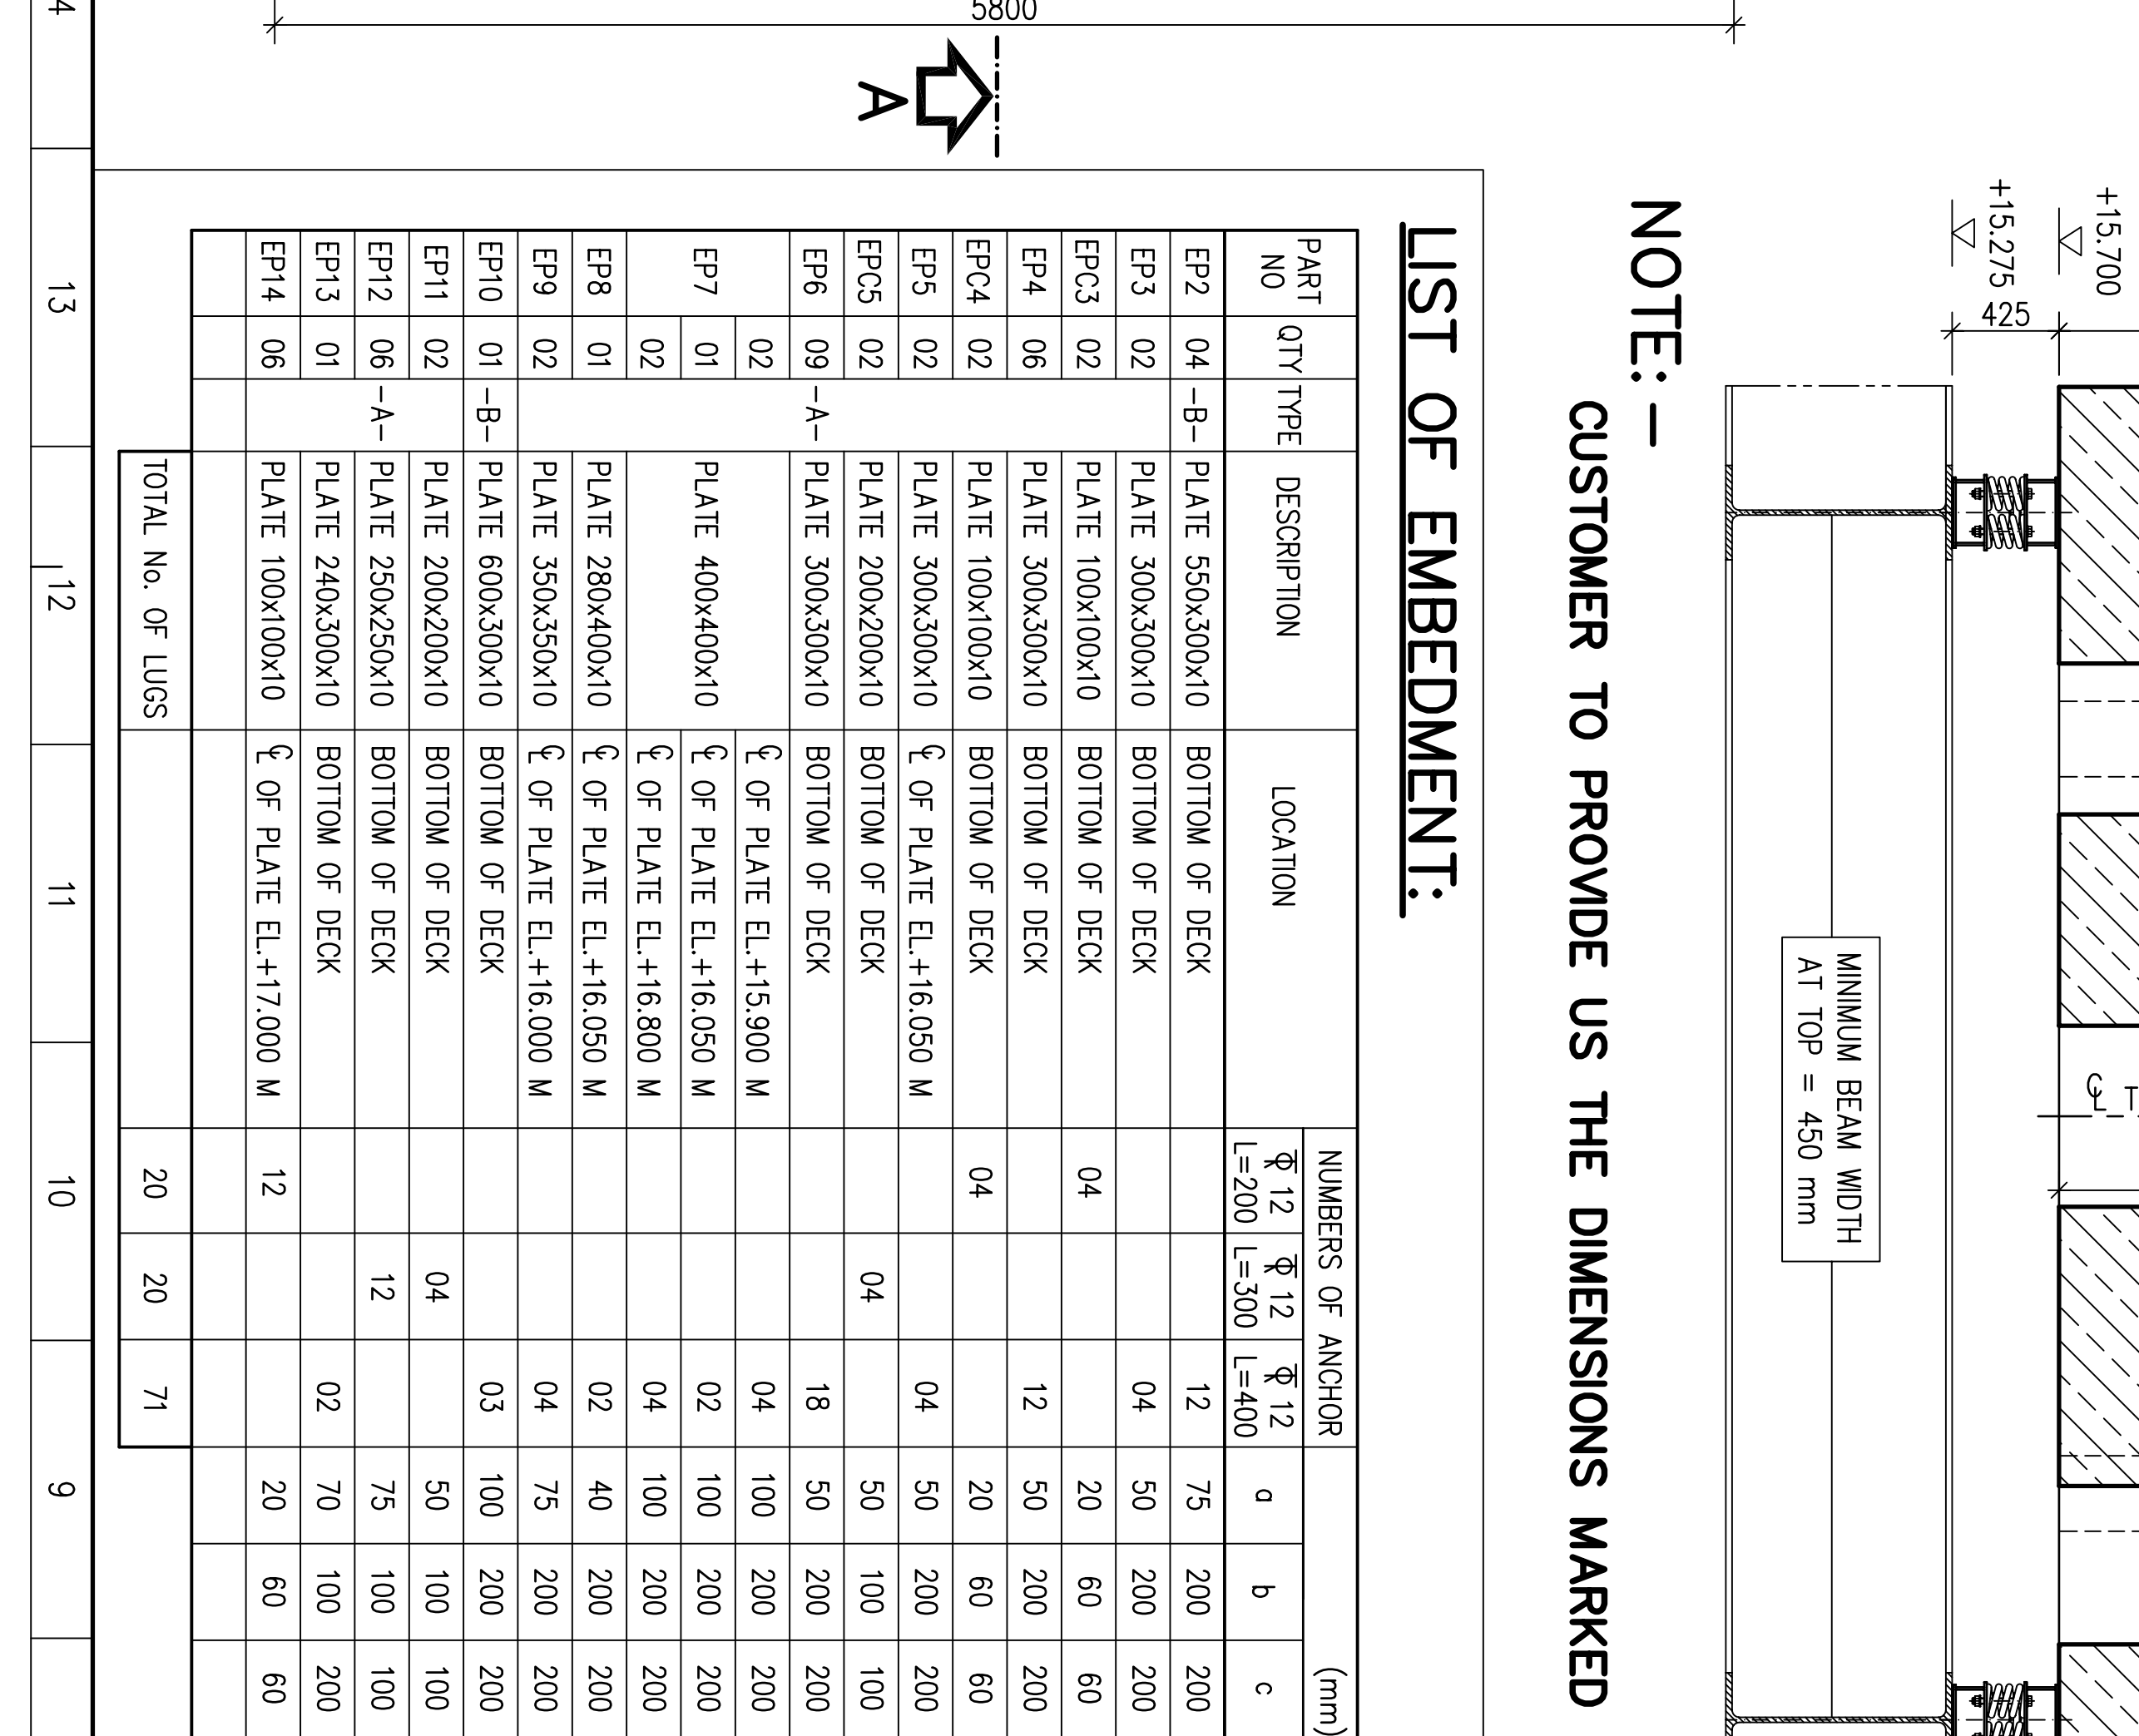 +15.700
+15.275
425
5800
A
NOTE:-
CUSTOMER TO PROVIDE US THE DIMENSIONS MARKED
MINIMUM BEAM WIDTH
AT TOP = 450 mm
LIST OF EMBEDMENT:
PART NO QTY TYPE DESCRIPTION LOCATION NUMBERS OF ANCHOR (mm)
12 L=200 12 L=300 12 L=400 a b c
EP2 04 -B- PLATE 550x300x10 BOTTOM OF DECK 12 75 200 200
EP3 02 PLATE 300x300x10 BOTTOM OF DECK 04 50 200 200
EPC3 02 PLATE 100x100x10 BOTTOM OF DECK 04 20 60 60
EP4 06 PLATE 300x300x10 BOTTOM OF DECK 12 50 200 200
EPC4 02 PLATE 100x100x10 BOTTOM OF DECK 04 20 60 60
EP5 02 PLATE 300x300x10 ℄ OF PLATE EL.+16.050 M 04 50 200 200
EPC5 02 PLATE 200x200x10 BOTTOM OF DECK 04 50 100 100
EP6 09 -A- PLATE 300x300x10 BOTTOM OF DECK 18 50 200 200
02 ℄ OF PLATE EL.+15.900 M 04 100 200 200
EP7 01 PLATE 400x400x10 ℄ OF PLATE EL.+16.050 M 02 100 200 200
02 ℄ OF PLATE EL.+16.800 M 04 100 200 200
EP8 01 PLATE 280x400x10 ℄ OF PLATE EL.+16.050 M 02 40 200 200
EP9 02 PLATE 350x350x10 ℄ OF PLATE EL.+16.000 M 04 75 200 200
EP10 01 -B- PLATE 600x300x10 BOTTOM OF DECK 03 100 200 200
EP11 02 PLATE 200x200x10 BOTTOM OF DECK 04 50 100 100
EP12 06 -A- PLATE 250x250x10 BOTTOM OF DECK 12 75 100 100
EP13 01 PLATE 240x300x10 BOTTOM OF DECK 02 70 100 200
EP14 06 PLATE 100x100x10 ℄ OF PLATE EL.+17.000 M 12 20 60 60
TOTAL No. OF LUGS 20 20 71
13 12 11 10 9